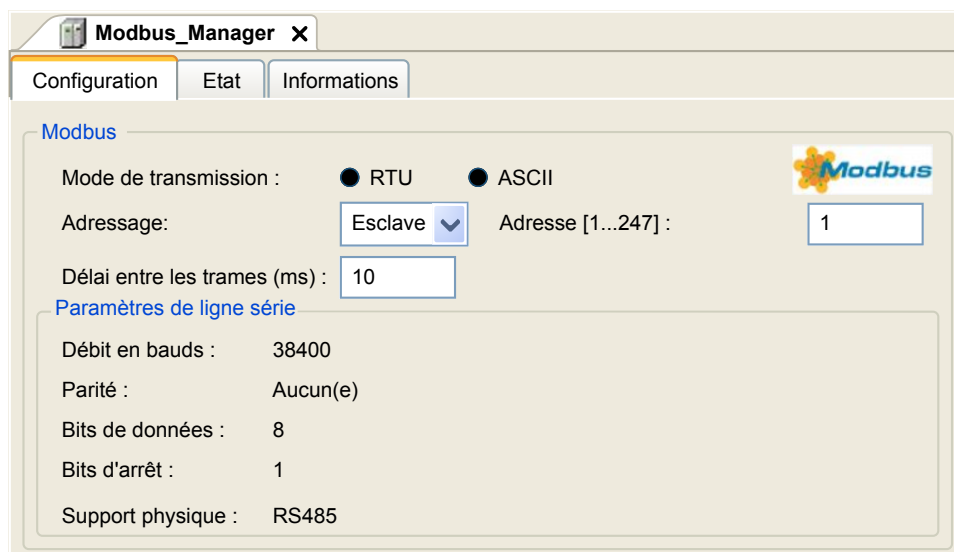 Modbus_Manager
Configuration Etat Informations
Modbus
Mode de transmission : RTU ASCII Modbus
Adressage: Esclave Adresse [1...247] : 1
Délai entre les trames (ms) : 10
Paramètres de ligne série
Débit en bauds : 38400
Parité : Aucun(e)
Bits de données : 8
Bits d'arrêt : 1
Support physique : RS485